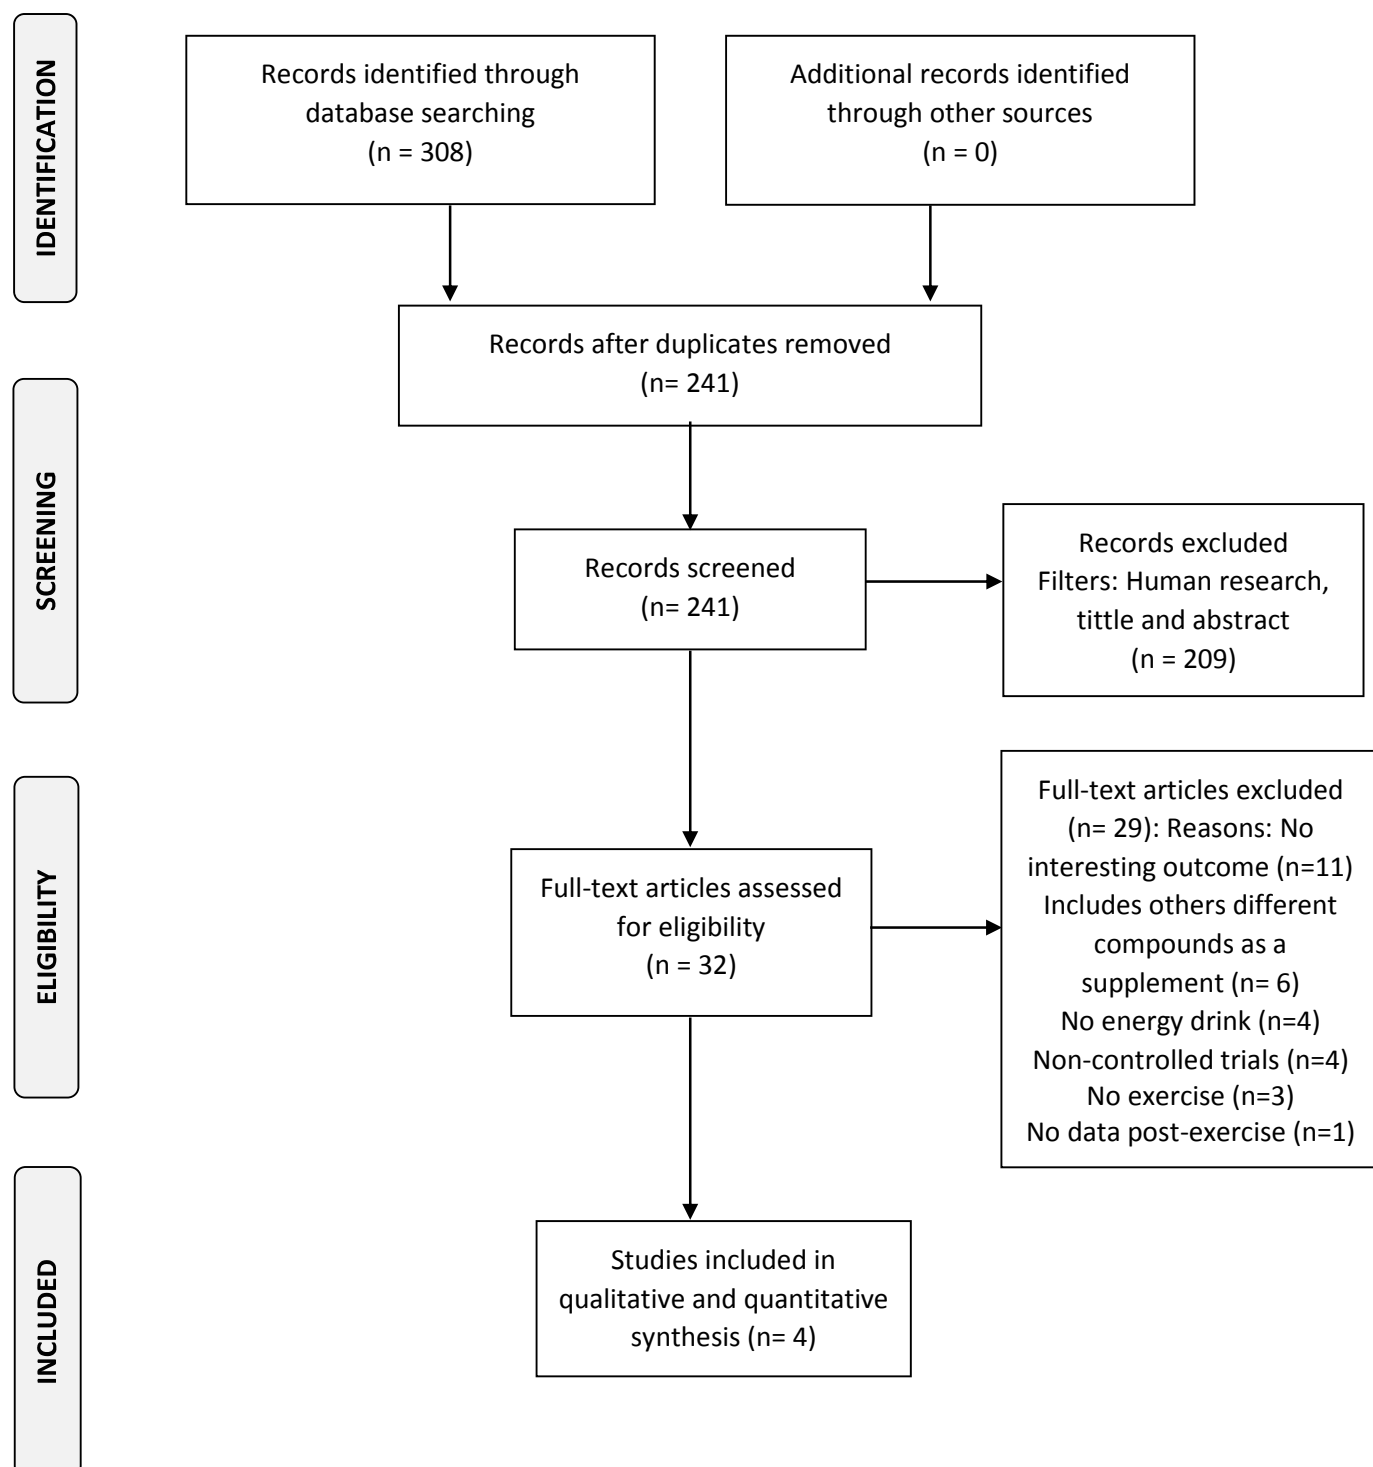 IDENTIFICATION
Records identified through
database searching
(n = 308)
Additional records identified
through other sources
(n = 0)
Records after duplicates removed
(n= 241)
SCREENING
Records screened
(n= 241)
Records excluded
Filters: Human research,
tittle and abstract
(n = 209)
ELIGIBILITY
Full-text articles assessed
for eligibility
(n = 32)
Full-text articles excluded
(n= 29): Reasons: No
interesting outcome (n=11)
Includes others different
compounds as a
supplement (n= 6)
No energy drink (n=4)
Non-controlled trials (n=4)
No exercise (n=3)
No data post-exercise (n=1)
INCLUDED
Studies included in
qualitative and quantitative
synthesis (n= 4)